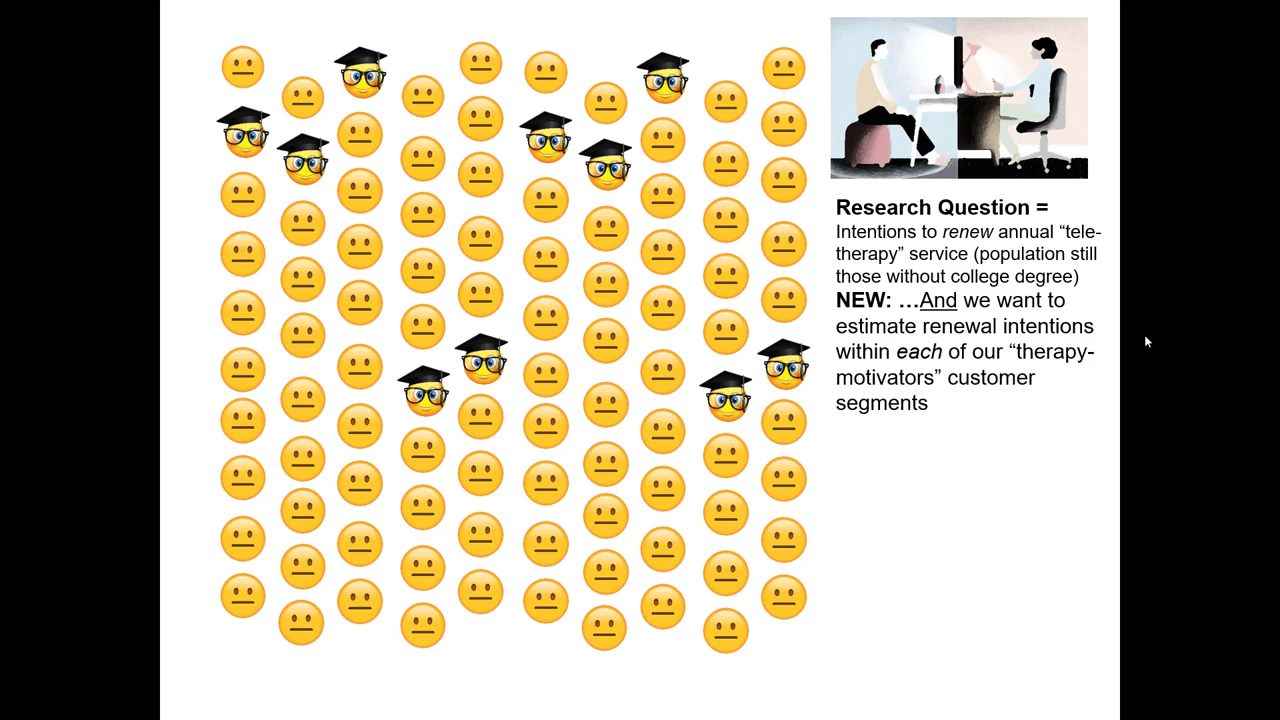 Research Question =
Intentions to renew annual “tele-
therapy” service (population still
those without college degree)
NEW: …And we want to
estimate renewal intentions
within each of our “therapy-
motivators” customer
segments